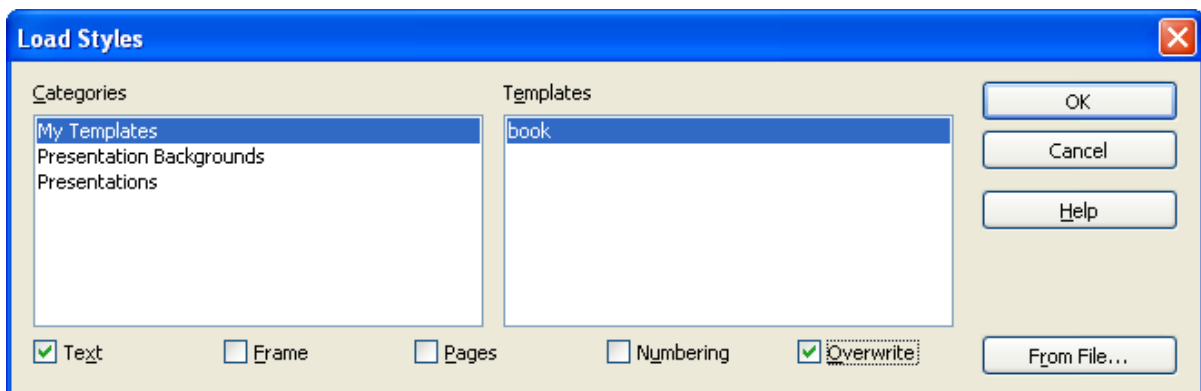 Load Styles
Categories
Templates
My Templates
Presentation Backgrounds
Presentations
book
OK
Cancel
Help
Text
Frame
Pages
Numbering
Overwrite
From File...